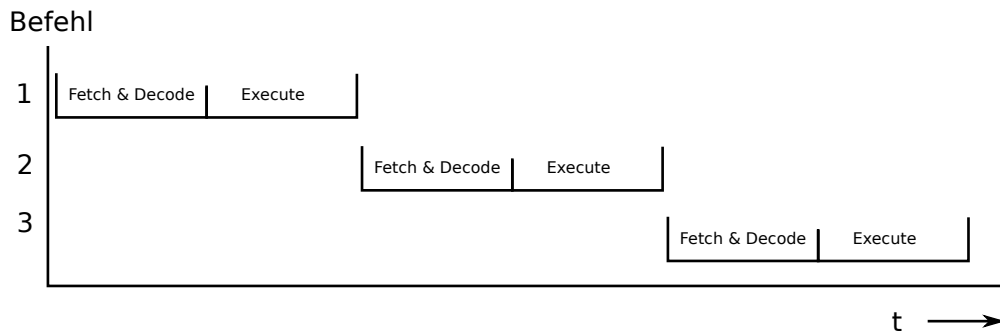 Befehl
1 Fetch & Decode Execute
2 Fetch & Decode Execute
3 Fetch & Decode Execute
t